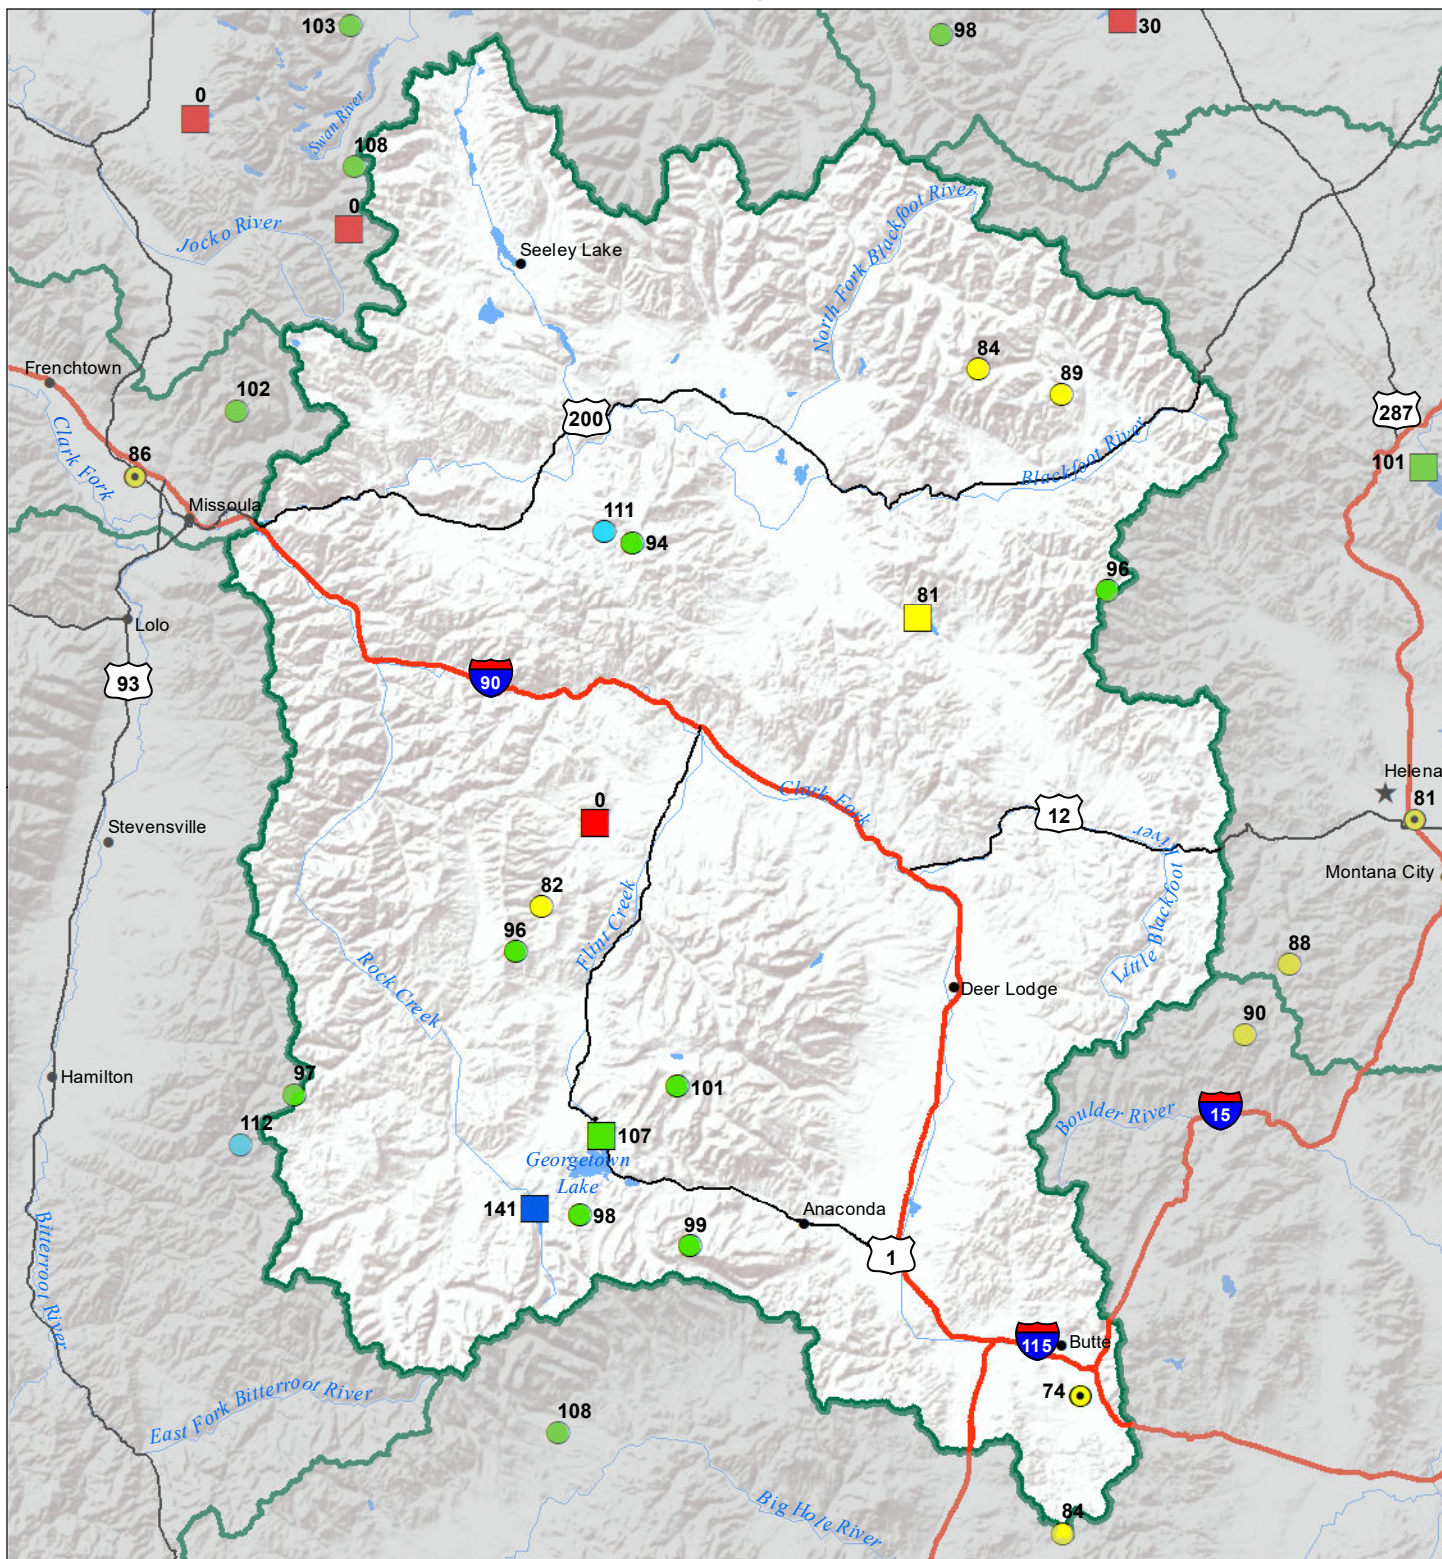 103
98
30
0
Swan River
108
0
Jocko River
North Fork Blackfoot River
Seeley Lake
84
89
Frenchtown
102
200
287
Clark Fork
86
Blackfoot River
101
Missoula
111
94
96
81
Lolo
93
90
Helena
81
Clark Fork
0
12
Little Blackfoot River
Stevensville
Montana City
82
Flint Creek
96
88
Rock Creek
Deer Lodge
90
Hamilton
97
101
15
Boulder River
112
107
Georgetown
Lake
141
98
Anaconda
99
1
Bitterroot River
115
Butte
74
East Fork Bitterroot River
108
Big Hole River
84